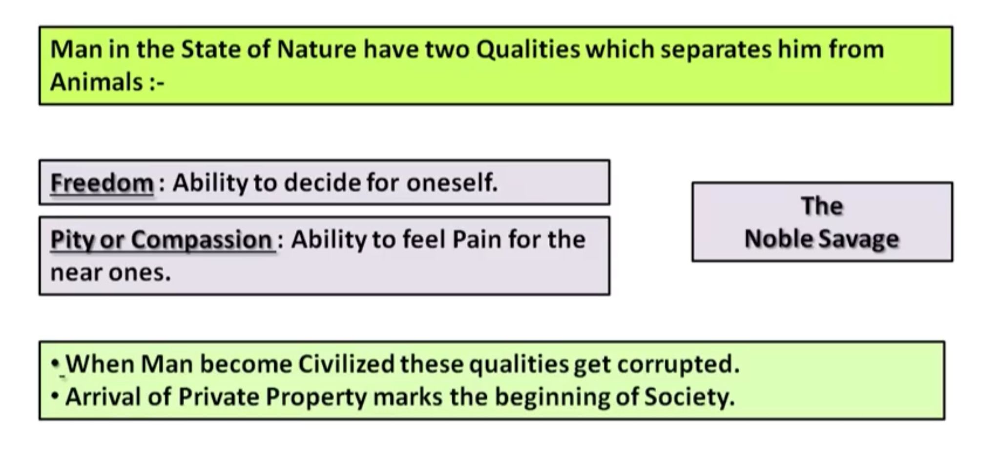 Man in the State of Nature have two Qualities which separates him from
Animals :-
Freedom : Ability to decide for oneself.
Pity or Compassion : Ability to feel Pain for the
near ones.
The
Noble Savage
• When Man become Civilized these qualities get corrupted.
• Arrival of Private Property marks the beginning of Society.